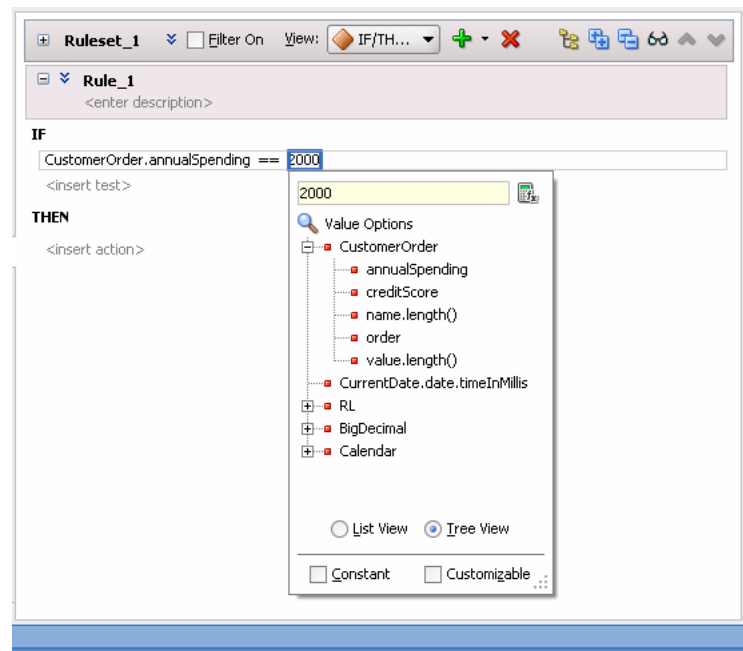 Ruleset_1 Filter On View: IF/TH...
Rule_1
<enter description>
IF
CustomerOrder.annualSpending == 2000
<insert test>
2000
THEN
Value Options
<insert action>
CustomerOrder
annualSpending
creditScore
name.length()
order
value.length()
CurrentDate.date.timeInMillis
RL
BigDecimal
Calendar
List View Tree View
Constant Customizable